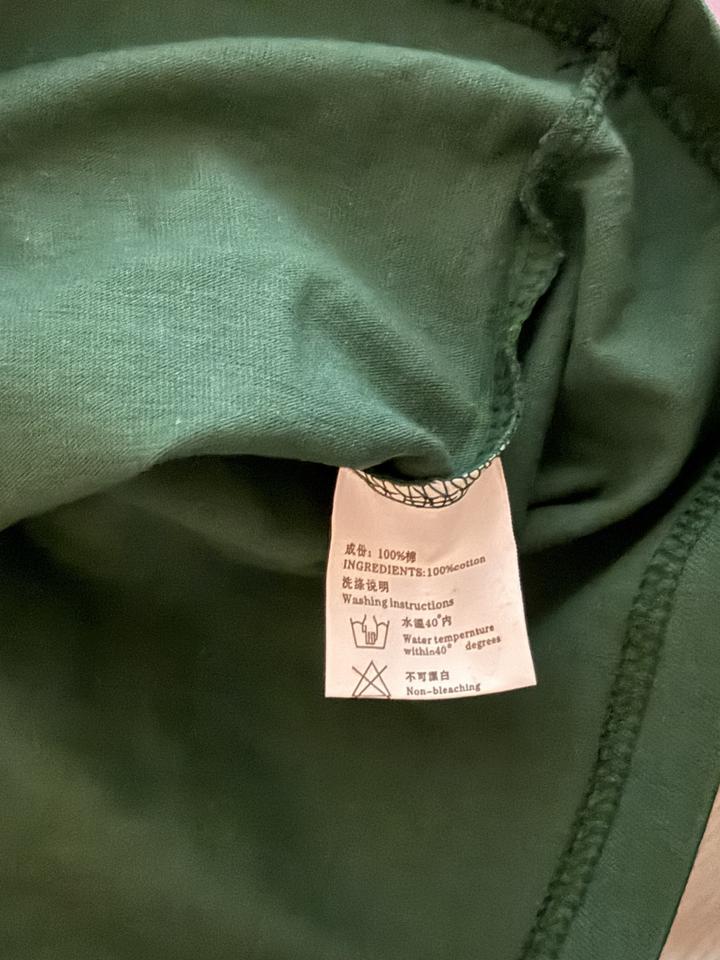 成份：100%棉
INGREDIENTS:100%cotton
洗涤说明
Washing instructions
水温40°内
Water temperniture
within40° degrees
不可漂白
Non-bleaching